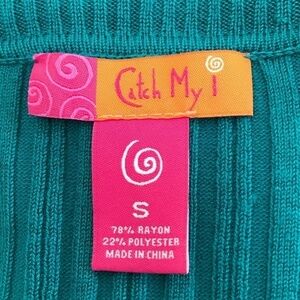 Catch My i
S
78% RAYON
22% POLYESTER
MADE IN CHINA